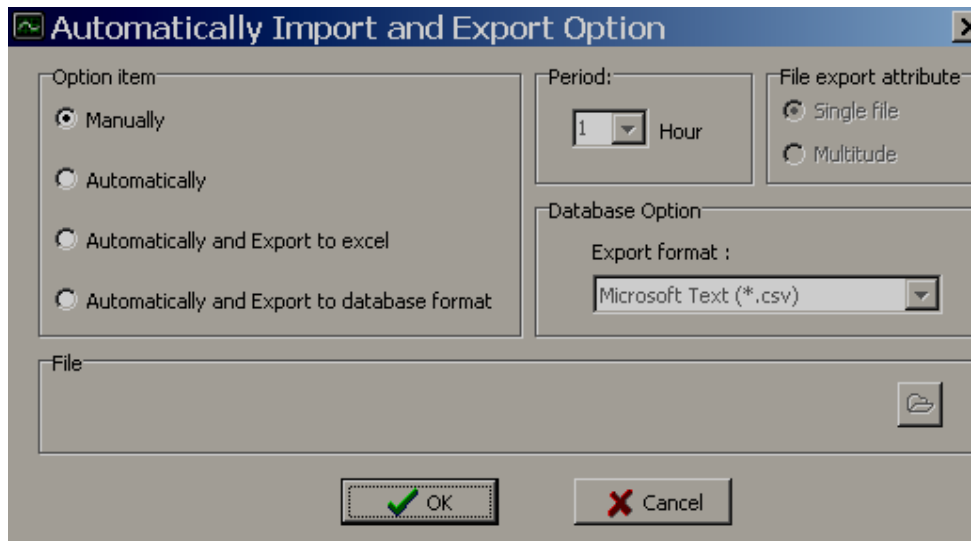 Automatically Import and Export Option
Option item
Manually
Automatically
Automatically and Export to excel
Automatically and Export to database format
Period:
1 Hour
File export attribute
Single file
Multitude
Database Option
Export format :
Microsoft Text (*.csv)
File
OK
Cancel